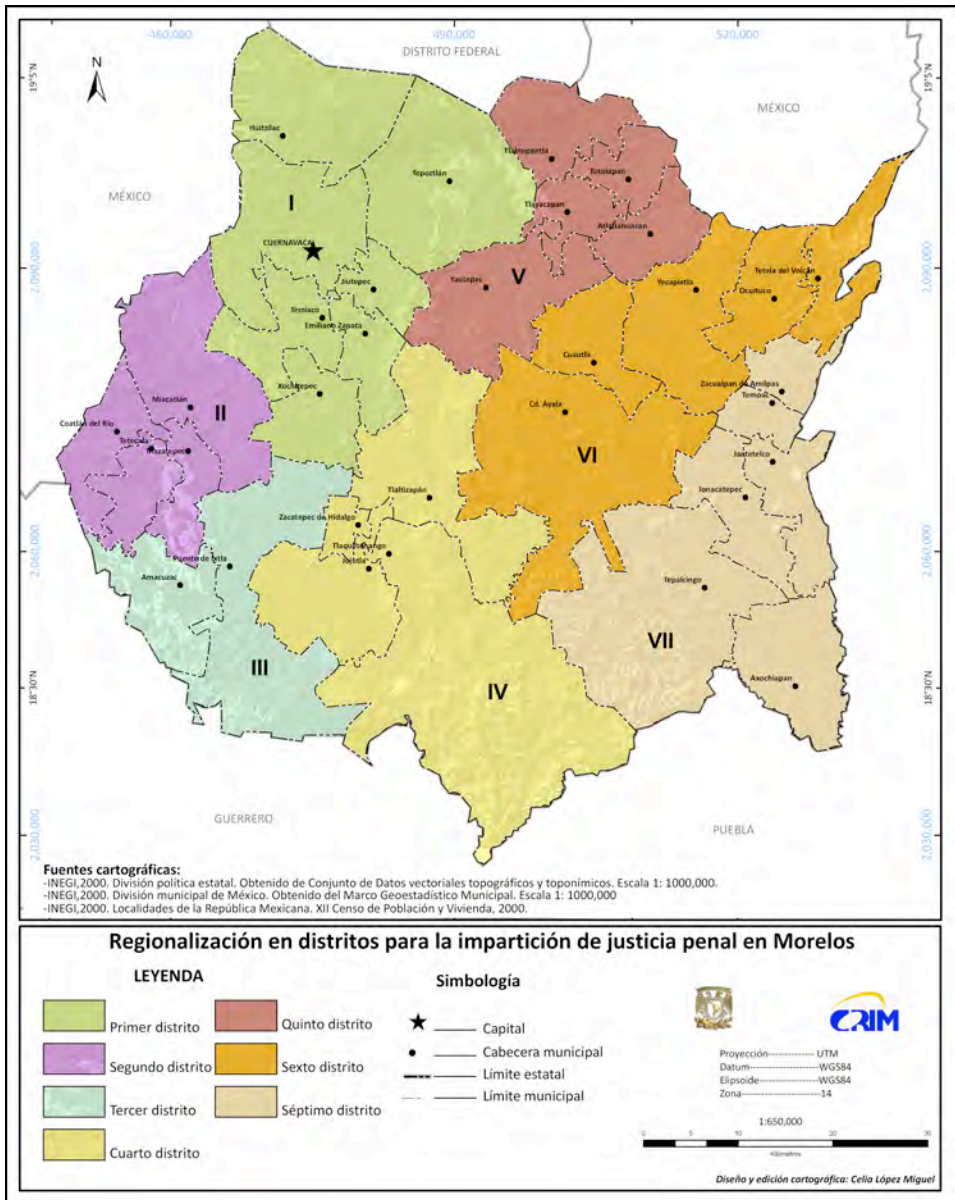 460,000
490,000
520,000
DISTRITO FEDERAL
N
19°5'N
19°5'N
MÉXICO
Huitzilac
Tlalnepantla
Totolapan
Tepoztlán
MÉXICO
I
Tlayacapan
Atlatlahuacan
CUERNAVACA
2,090,000
2,090,000
V
Tetela del Volcán
Jiutepec
Yautepec
Yecapixtla
Ocuituco
Temixco
Emiliano Zapata
Cuautla
Xochitepec
Zacualpan de Amilpas
Temoac
Miacatlán
II
Cd. Ayala
Coatlán del Río
Tetecala
Mazatepec
VI
Jantetelco
Tlaltizapán
Jonacatepec
Zacatepec de Hidalgo
2,060,000
2,060,000
Tlaquiltenango
Puente de Ixtla
Jojutla
Amacuzac
Tepalcingo
VII
III
IV
Axochiapan
18°30'N
18°30'N
GUERRERO
PUEBLA
2,030,000
2,030,000
Fuentes cartográficas:
-INEGI,2000. División política estatal. Obtenido de Conjunto de Datos vectoriales topográficos y toponímicos. Escala 1: 1000,000.
-INEGI,2000. División municipal de México. Obtenido del Marco Geoestadístico Municipal. Escala 1: 1000,000
-INEGI,2000. Localidades de la República Mexicana. XII Censo de Población y Vivienda, 2000.
Regionalización en distritos para la impartición de justicia penal en Morelos
LEYENDA
Primer distrito
Quinto distrito
Segundo distrito
Sexto distrito
Tercer distrito
Séptimo distrito
Cuarto distrito
Simbología
Capital
Cabecera municipal
Límite estatal
Límite municipal
CRIM
Proyección------------ UTM
Datum------------------WGS84
Elipsoide----------------WGS84
Zona---------------------14
1:650,000
0 5 10 20 30
Kilómetros
Diseño y edición cartográfica: Celia López Miguel